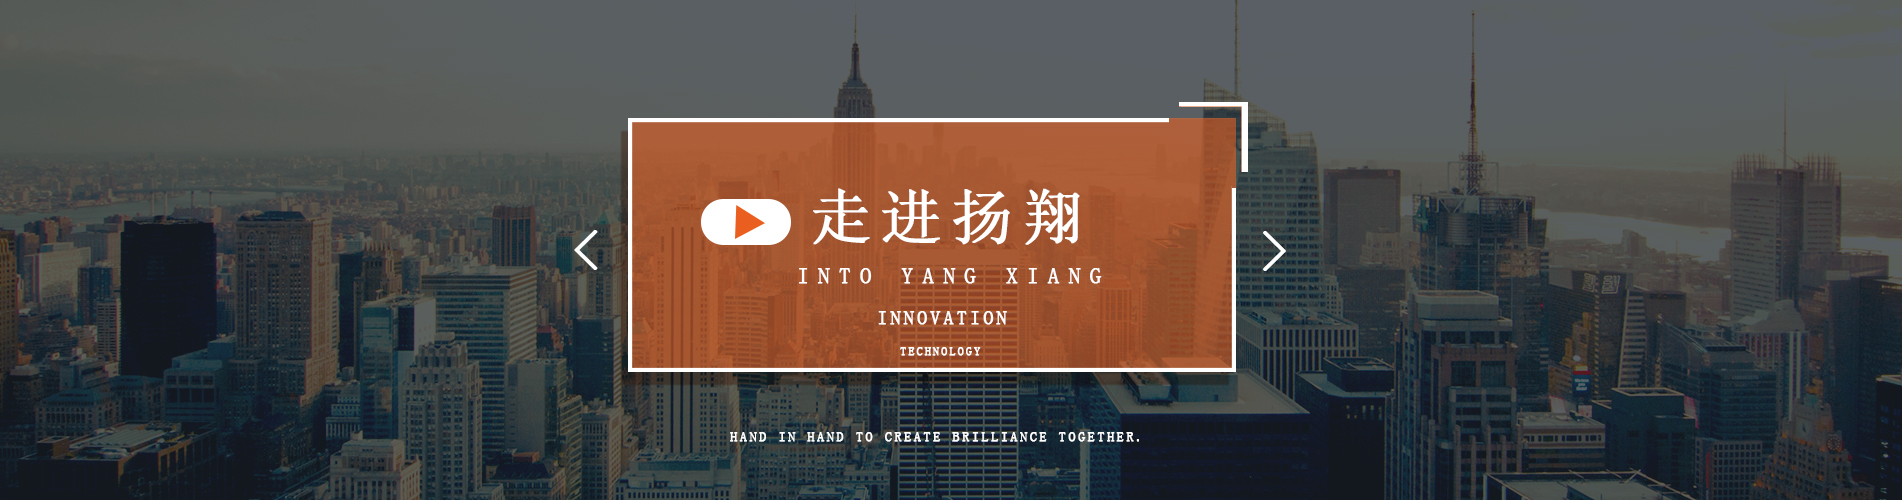 走进扬翔
INTO YANG XIANG
INNOVATION
TECHNOLOGY
HAND IN HAND TO CREATE BRILLIANCE TOGETHER.